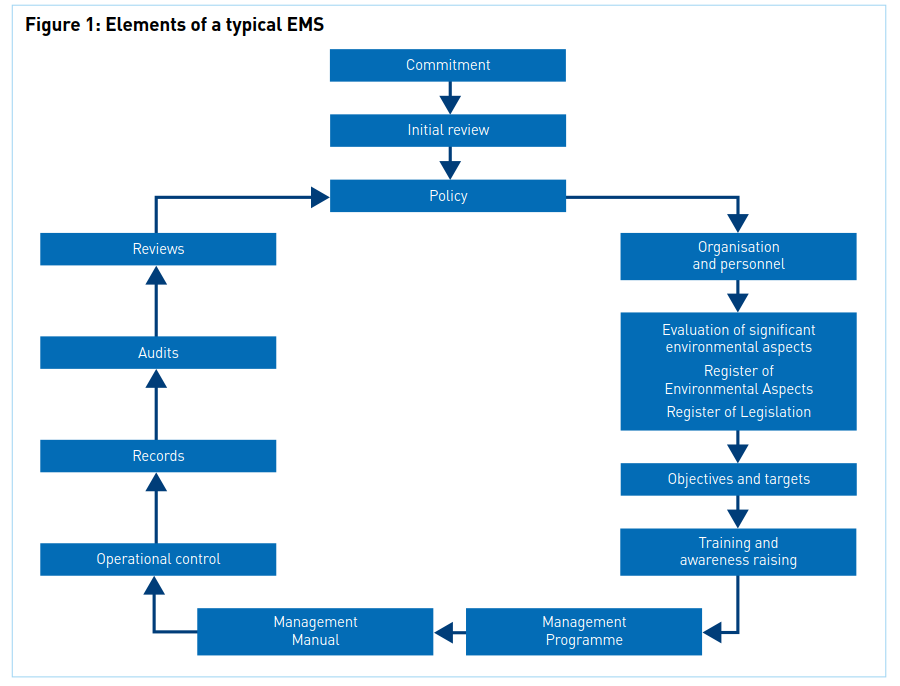 Figure 1: Elements of a typical EMS
Commitment
Initial review
Policy
Organisation
and personnel
Evaluation of significant
environmental aspects
Register of
Environmental Aspects
Register of Legislation
Objectives and targets
Training and
awareness raising
Management
Programme
Management
Manual
Operational control
Records
Audits
Reviews